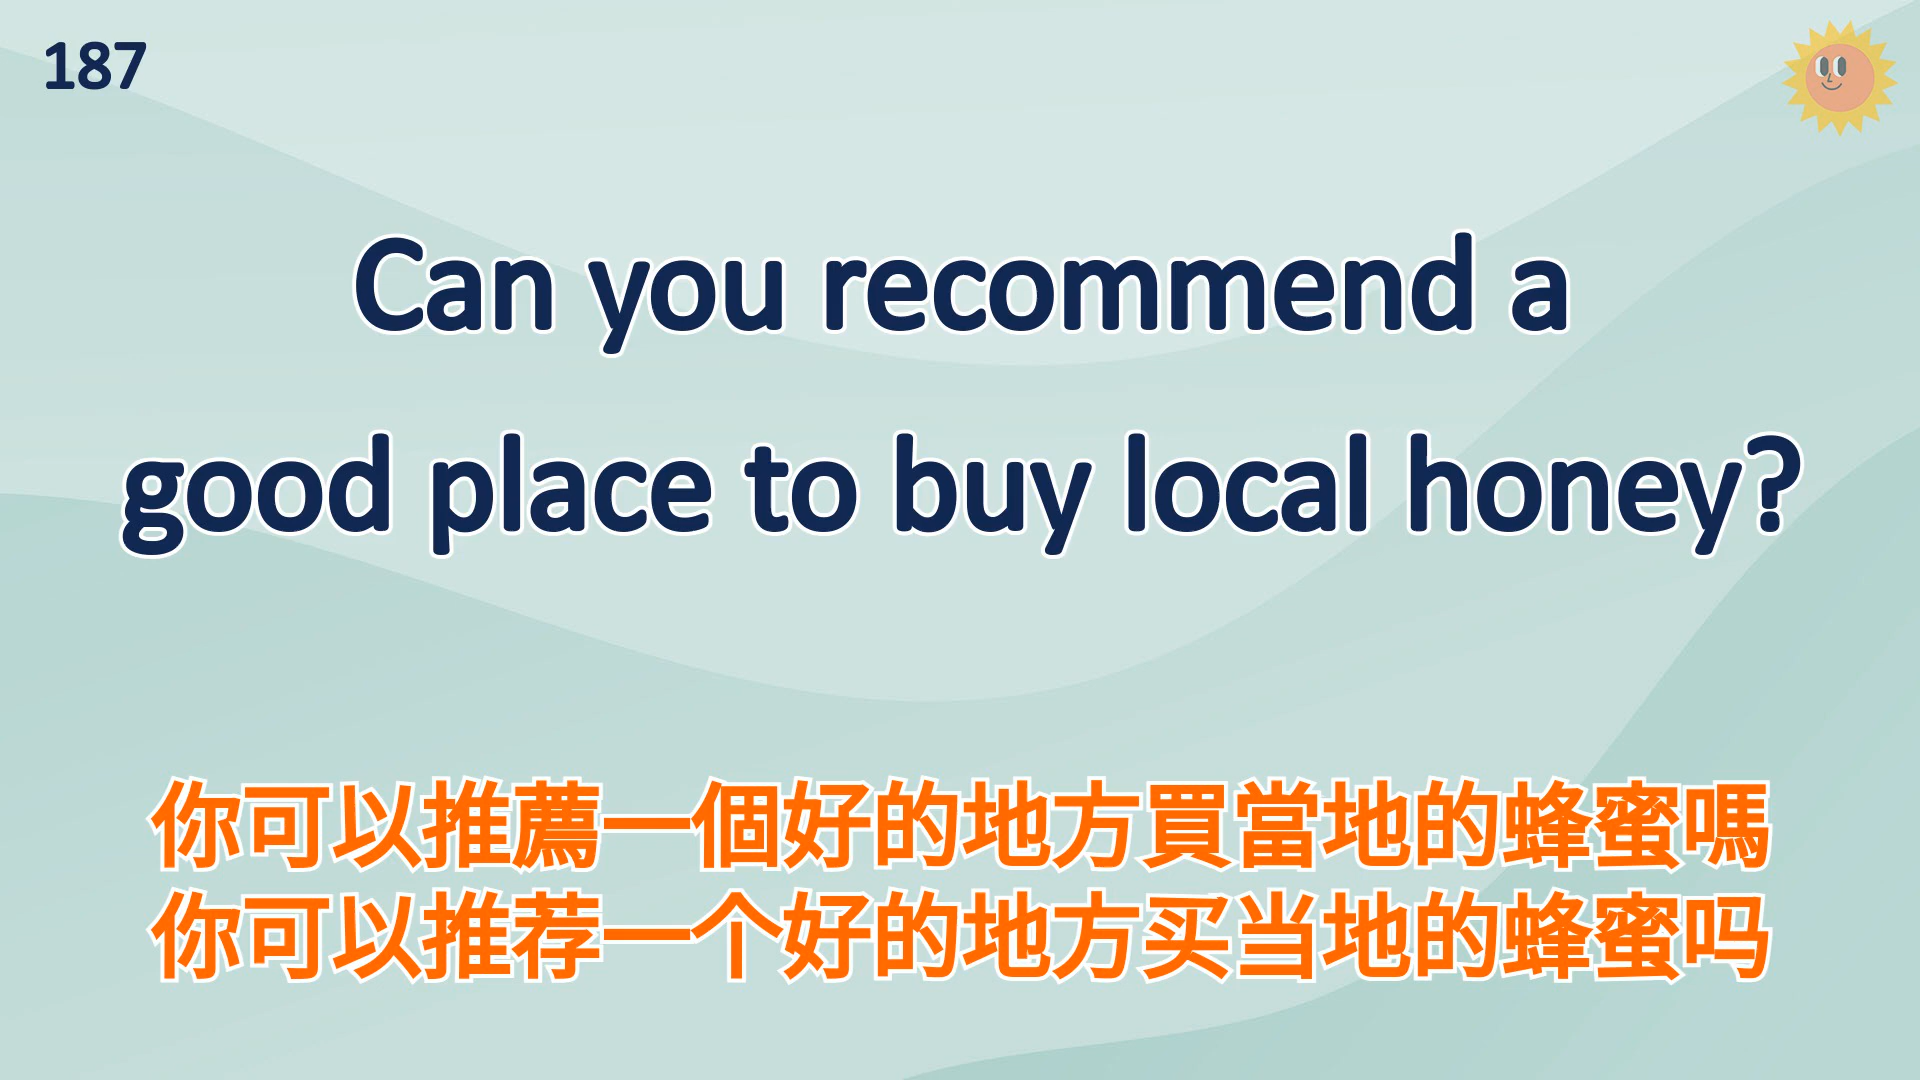 187
Can you recommend a
good place to buy local honey?
你可以推薦一個好的地方買當地的蜂蜜嗎
你可以推荐一个好的地方买当地的蜂蜜吗